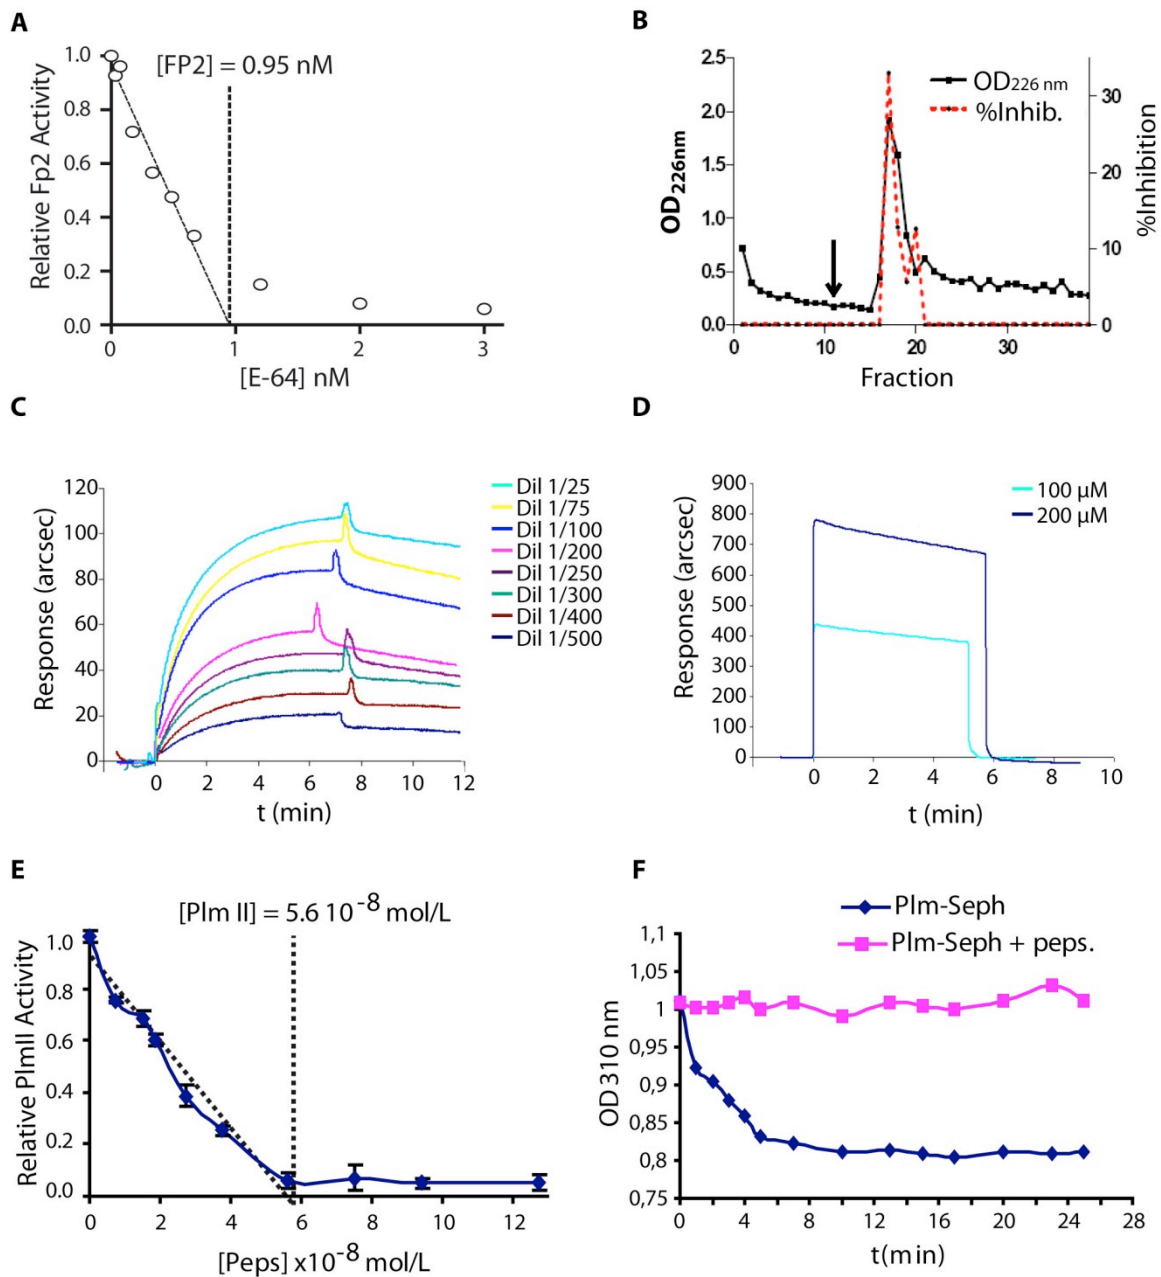 A
[FP2] = 0.95 nM
Relative Fp2 Activity
1.0
0.8
0.6
0.4
0.2
0.0
0 1 2 3
[E-64] nM
B
OD226 nm
%Inhib.
OD226nm
2.5
2.0
1.5
1.0
0.5
0.0
30
20
10
0
%Inhibition
0 10 20 30
Fraction
C
Response (arcsec)
120
100
80
60
40
20
0
0 2 4 6 8 10 12
t (min)
Dil 1/25
Dil 1/75
Dil 1/100
Dil 1/200
Dil 1/250
Dil 1/300
Dil 1/400
Dil 1/500
D
Response (arcsec)
900
800
700
600
500
400
300
200
100
0
0 2 4 6 8 10
t (min)
100 µM
200 µM
E
[Plm II] = 5.6 10-8 mol/L
Relative PlmII Activity
1.0
0.8
0.6
0.4
0.2
0.0
0 2 4 6 8 10 12
[Peps] x10-8 mol/L
F
Plm-Seph
Plm-Seph + peps.
OD 310 nm
1,1
1,05
1
0,95
0,9
0,85
0,8
0,75
0 4 8 12 16 20 24 28
t(min)